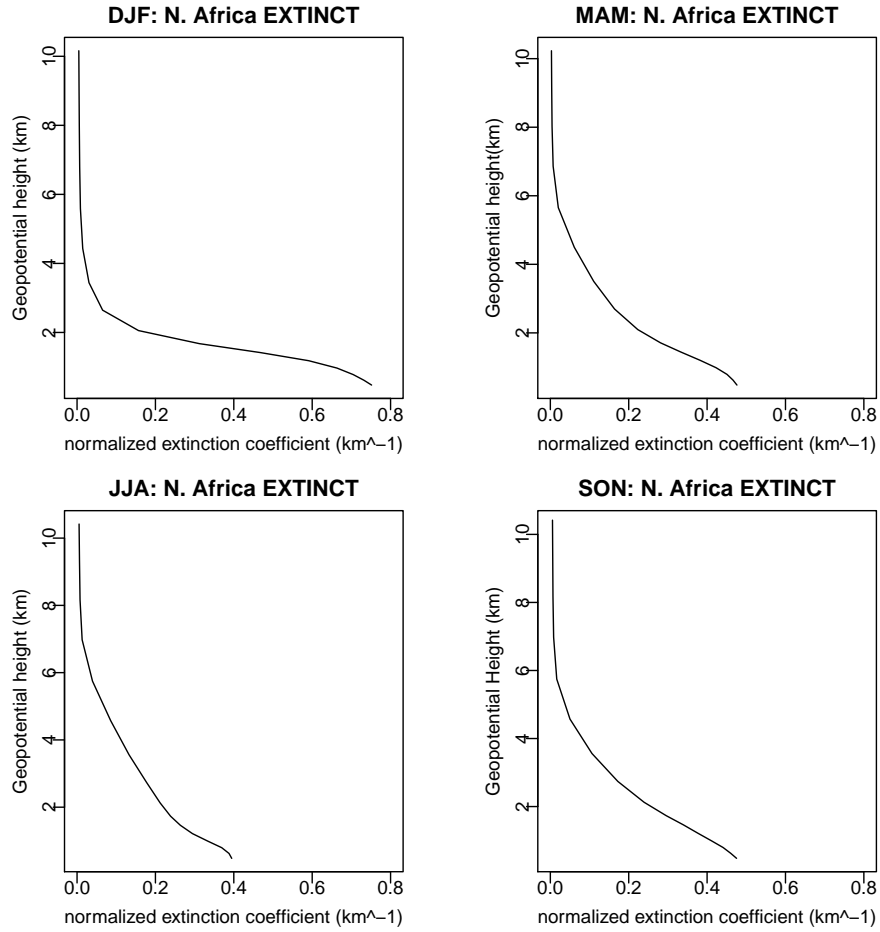 DJF: N. Africa EXTINCT
Geopotential height (km)
10
8
6
4
2
0.0 0.2 0.4 0.6 0.8
normalized extinction coefficient (km^−1)
MAM: N. Africa EXTINCT
Geopotential height(km)
10
8
6
4
2
0.0 0.2 0.4 0.6 0.8
normalized extinction coefficient (km^−1)
JJA: N. Africa EXTINCT
Geopotential height (km)
10
8
6
4
2
0.0 0.2 0.4 0.6 0.8
normalized extinction coefficient (km^−1)
SON: N. Africa EXTINCT
Geopotential Height (km)
10
8
6
4
2
0.0 0.2 0.4 0.6 0.8
normalized extinction coefficient (km^−1)